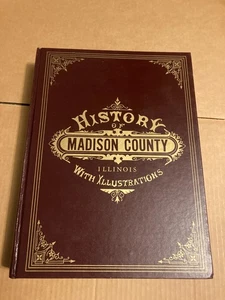 HISTORY
OF
MADISON COUNTY
ILLINOIS
WITH ILLUSTRATIONS